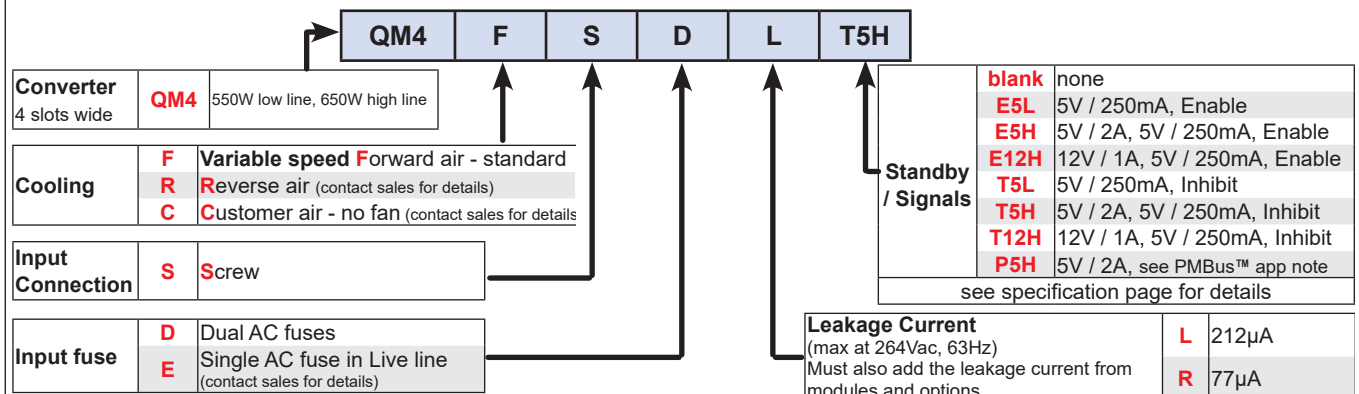 QM4 F S D L T5H
Converter
4 slots wide
QM4 550W low line, 650W high line
Cooling
F Variable speed Forward air - standard
R Reverse air (contact sales for details)
C Customer air - no fan (contact sales for details
Input
Connection
S Screw
Input fuse
D Dual AC fuses
E Single AC fuse in Live line
(contact sales for details)
Standby
/ Signals
blank none
E5L 5V / 250mA, Enable
E5H 5V / 2A, 5V / 250mA, Enable
E12H 12V / 1A, 5V / 250mA, Enable
T5L 5V / 250mA, Inhibit
T5H 5V / 2A, 5V / 250mA, Inhibit
T12H 12V / 1A, 5V / 250mA, Inhibit
P5H 5V / 2A, see PMBus™ app note
see specification page for details
Leakage Current
(max at 264Vac, 63Hz)
Must also add the leakage current from
modules and options
L 212µA
R 77µA